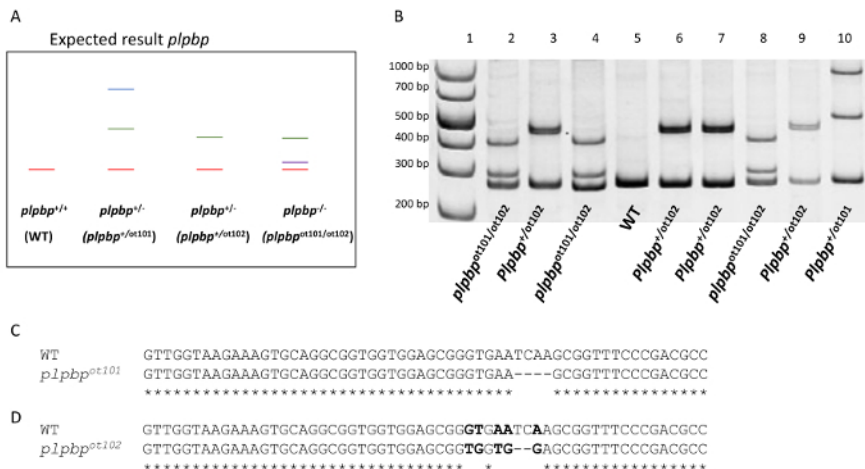 A
Expected result plpbp
plpbp+/+ plpbp+/- plpbp+/- plpbp-/-
(WT) (plpbp+/ot101) (plpbp+/ot102) (plpbpot101/ot102)
B
1 2 3 4 5 6 7 8 9 10
1000 bp
700 bp
500 bp
400 bp
300 bp
200 bp
plpbpot101/ot102
Plpbp+/ot102
plpbpot101/ot102
WT
Plpbp+/ot102
Plpbp+/ot102
plpbpot101/ot102
Plpbp+/ot102
Plpbp+/ot101
C
WT GTTGGTAAGAAAGTGCAGGCGGTGGTGGAGCGGGTGAATCAAGCGGTTTCCCGACGCC
plpbpot101 GTTGGTAAGAAAGTGCAGGCGGTGGTGGAGCGGGTGAA----GCGGTTTCCCGACGCC
**************************************    ****************
D
WT GTTGGTAAGAAAGTGCAGGCGGTGGTGGAGCGGGTGAATCAAGCGGTTTCCCGACGCC
plpbpot102 GTTGGTAAGAAAGTGCAGGCGGTGGTGGAGCGGTGGTG--GAGCGGTTTCCCGACGCC
*********************************  *     *****************